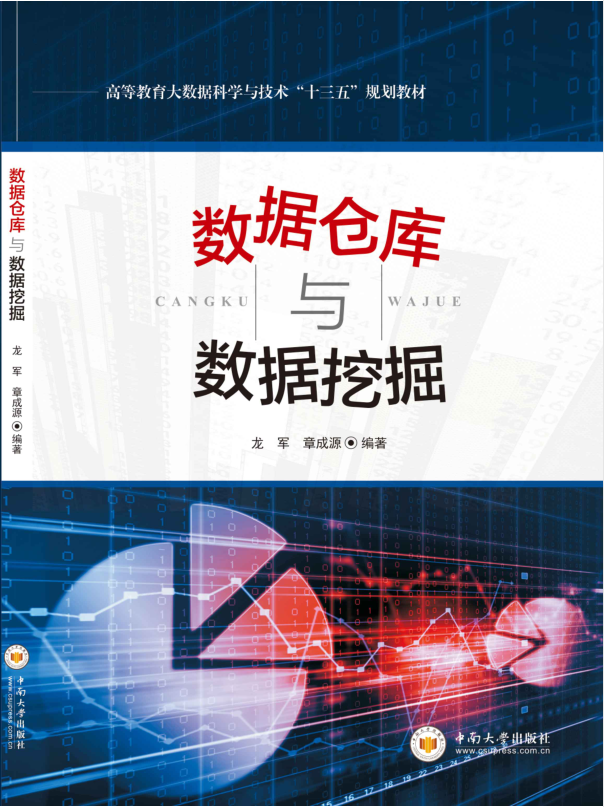 高等教育大数据科学与技术“十三五”规划教材
数据仓库
CANGKU
与
WAJUE
数据挖掘
龙 军 章成源 编著
中南大学出版社
www.csupress.com.cn
数据仓库与数据挖掘
龙 军 章成源 编著
中南大学出版社
www.csupress.com.cn